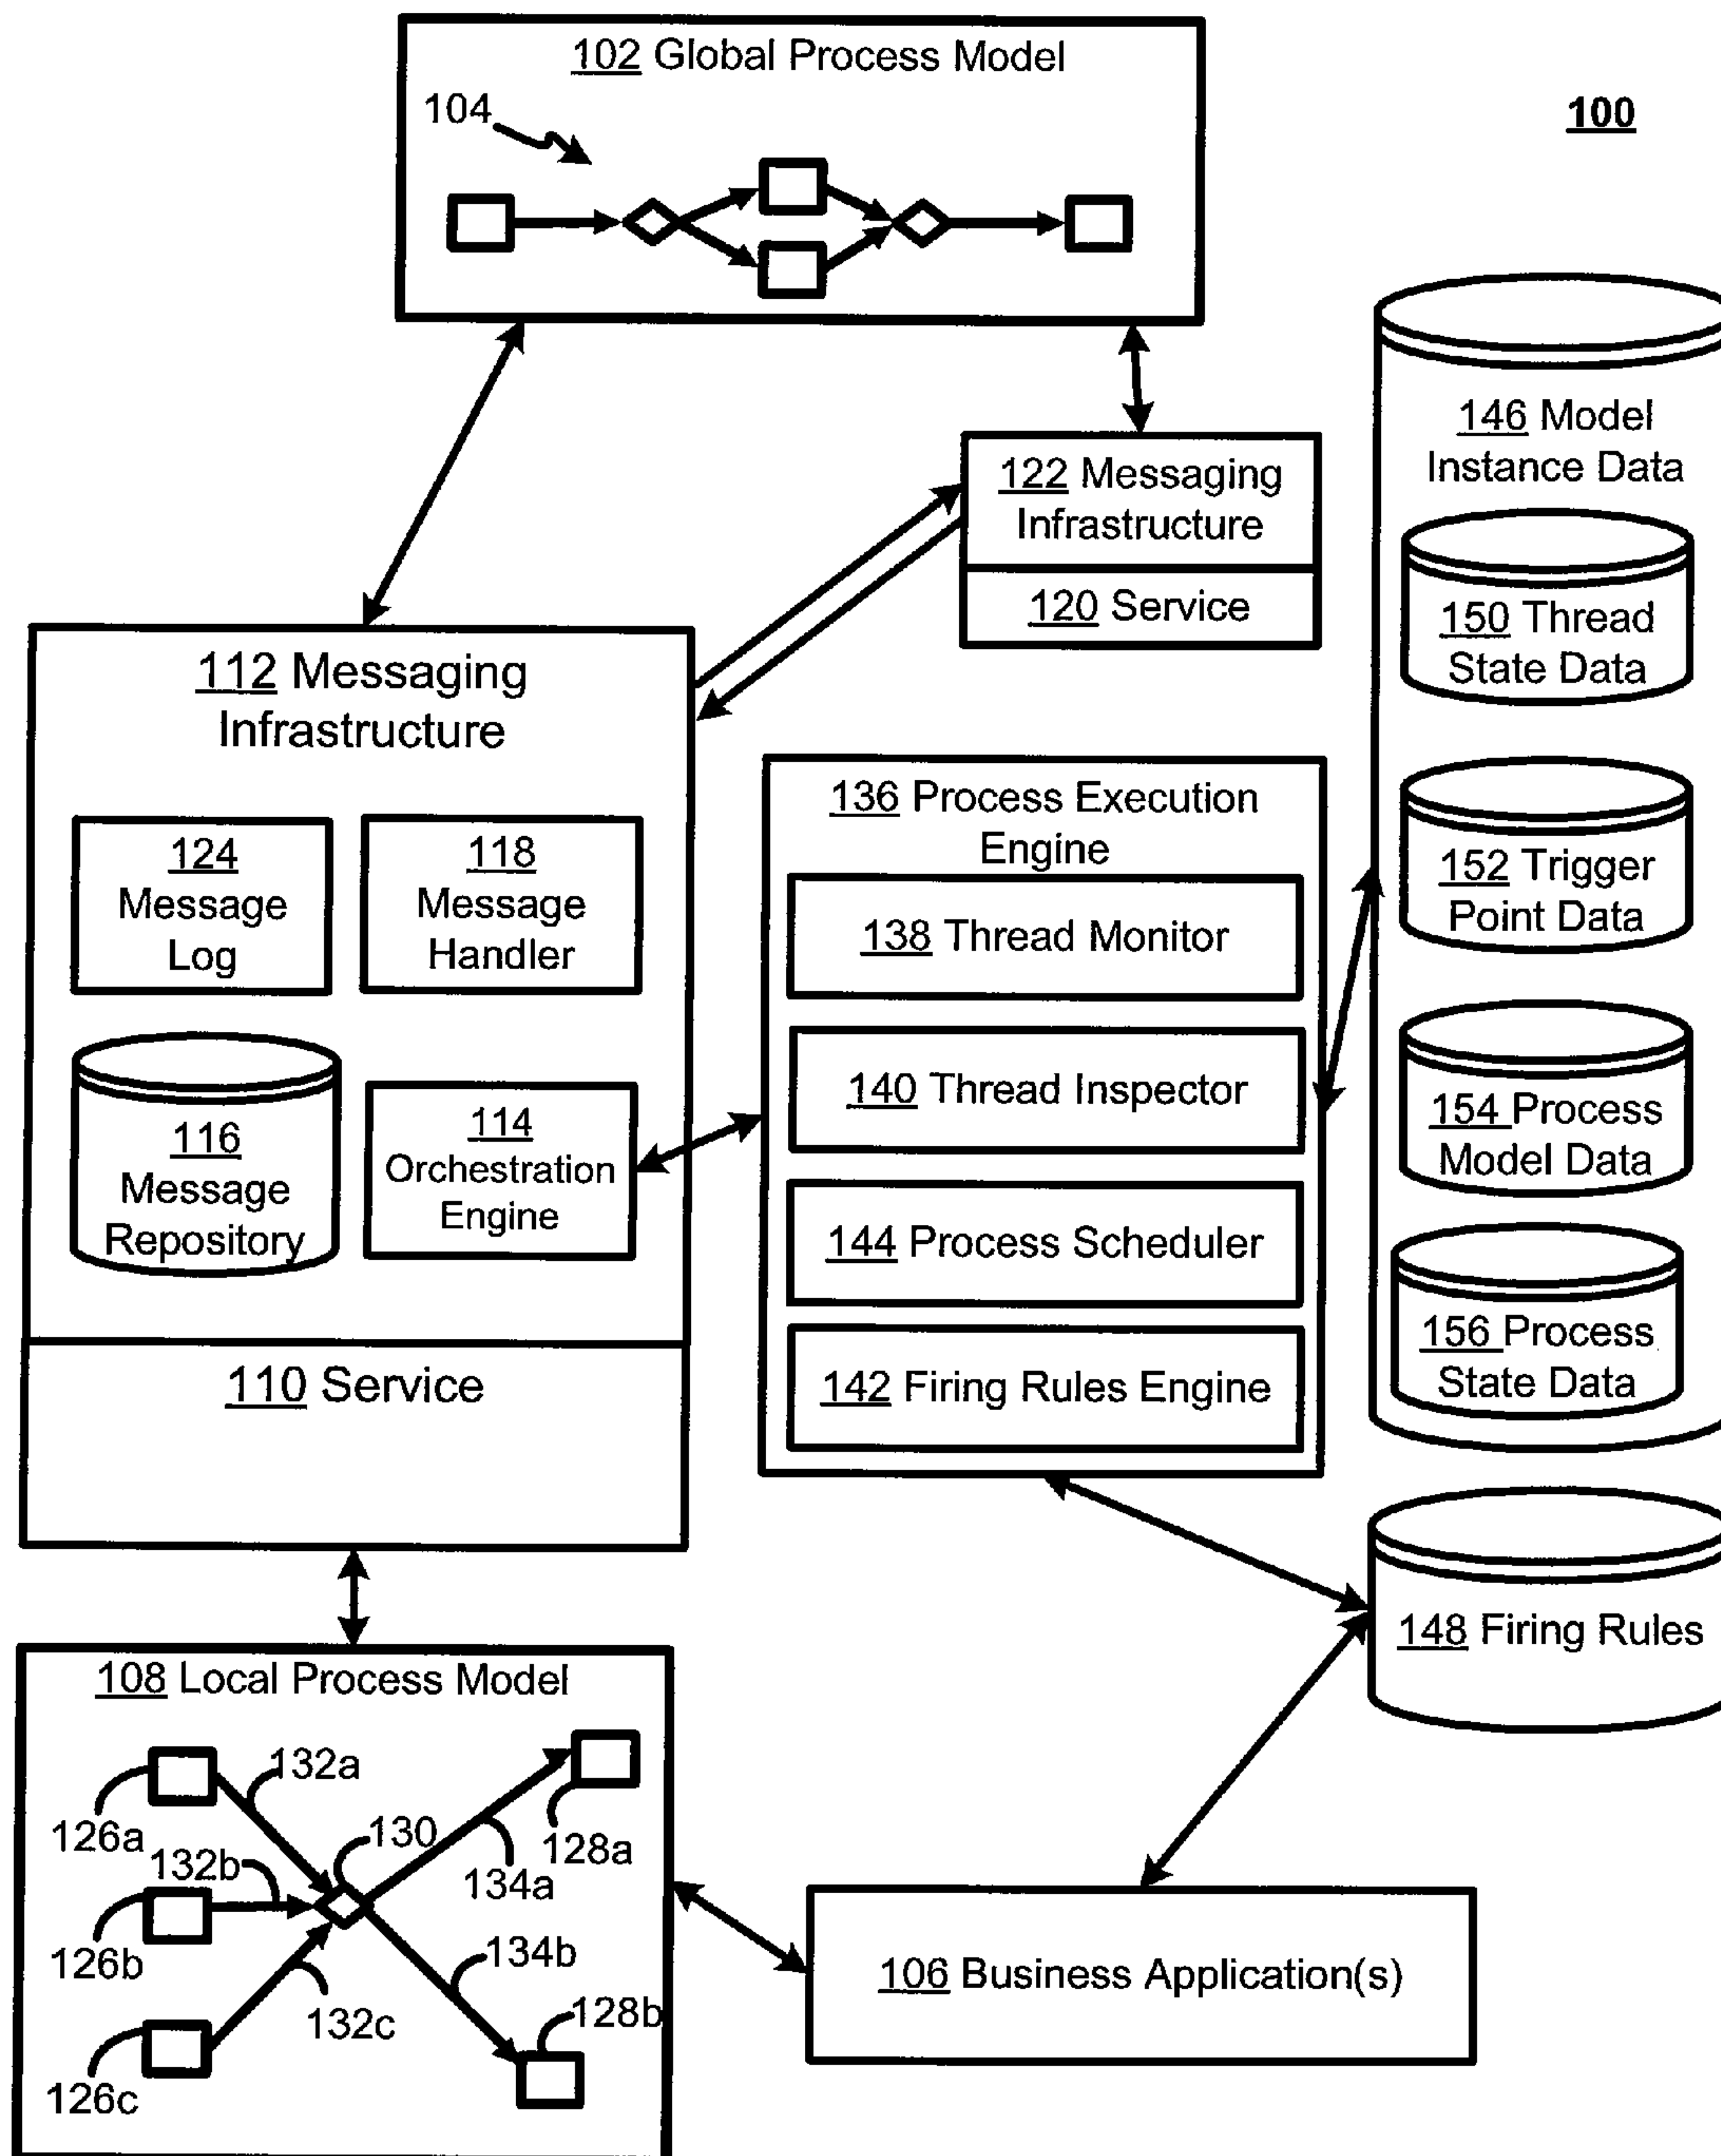 102 Global Process Model
104
100
146 Model
Instance Data
122 Messaging
Infrastructure
120 Service
150 Thread
State Data
112 Messaging
Infrastructure
136 Process Execution
Engine
152 Trigger
Point Data
124
Message
Log
118
Message
Handler
138 Thread Monitor
140 Thread Inspector
154 Process
Model Data
116
Message
Repository
114
Orchestration
Engine
144 Process Scheduler
156 Process
State Data
110 Service
142 Firing Rules Engine
148 Firing Rules
108 Local Process Model
132a
126a
130
128a
132b
134a
126b
134b
132c
128b
126c
106 Business Application(s)